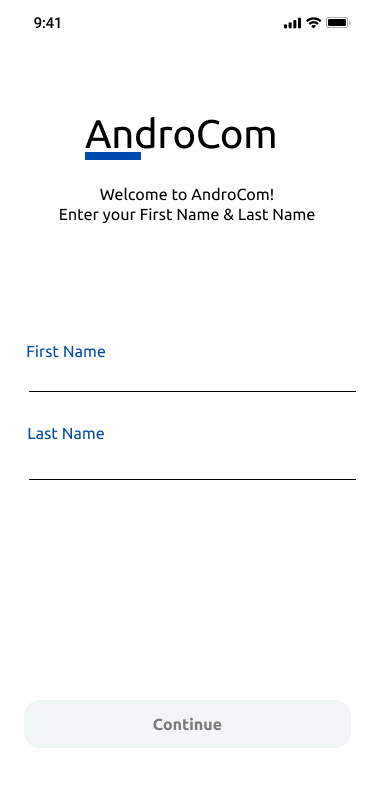 9:41
AndroCom
Welcome to AndroCom!
Enter your First Name & Last Name
First Name
Last Name
Continue